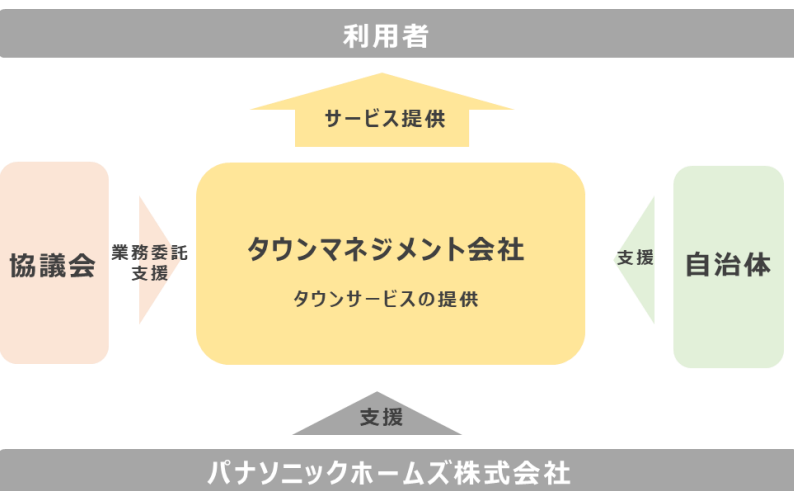 利用者
サービス提供
協議会
業務委託
支援
タウンマネジメント会社
タウンサービスの提供
支援
自治体
支援
パナソニックホームズ株式会社